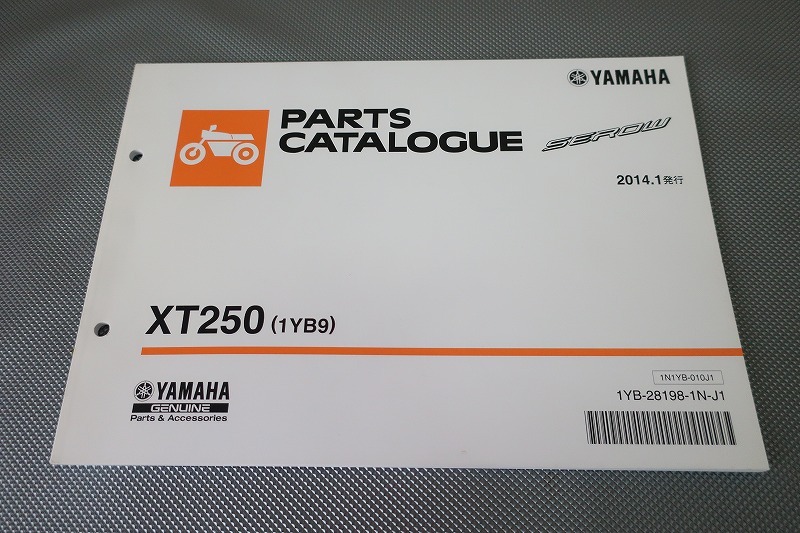 YAMAHA
PARTS
CATALOGUE
SEROW
2014.1発行
XT250 (1YB9)
1N1YB-010J1
1YB-28198-1N-J1
YAMAHA
GENUINE
Parts & Accessories